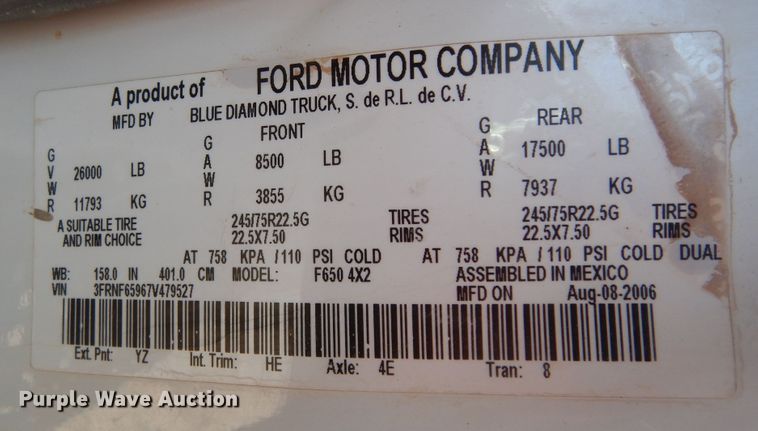 A product of FORD MOTOR COMPANY
MFD BY BLUE DIAMOND TRUCK, S. de R.L. de C.V.
FRONT REAR
GVWR 26000 LB GAWR 8500 LB GAWR 17500 LB
11793 KG 3855 KG 7937 KG
A SUITABLE TIRE 245/75R22.5G TIRES 245/75R22.5G TIRES
AND RIM CHOICE 22.5X7.50 RIMS 22.5X7.50 RIMS
AT 758 KPA/110 PSI COLD AT 758 KPA/110 PSI COLD DUAL
WB: 158.0 IN 401.0 CM MODEL: F650 4X2 ASSEMBLED IN MEXICO
VIN 3FRNF65967V479527 MFD ON Aug-08-2006
Ext. Pnt: YZ Int. Trim: HE Axle: 4E Tran: 8
Purple Wave Auction